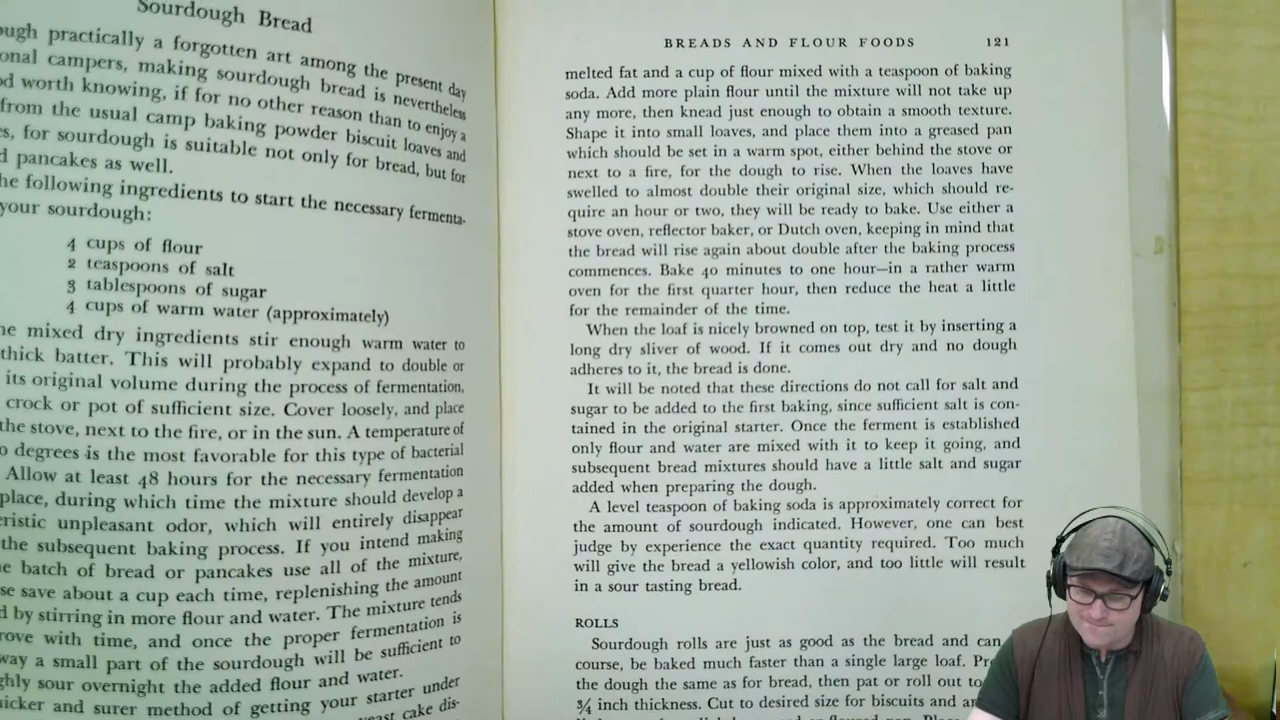 Sourdough Bread
ugh practically a forgotten art among the present day
onal campers, making sourdough bread is nevertheless
d worth knowing, if for no other reason than to enjoy a
from the usual camp baking powder biscuit loaves and
s, for sourdough is suitable not only for bread, but for
d pancakes as well.
he following ingredients to start the necessary fermenta-
your sourdough:
4 cups of flour
2 teaspoons of salt
3 tablespoons of sugar
4 cups of warm water (approximately)
he mixed dry ingredients stir enough warm water to
thick batter. This will probably expand to double or
its original volume during the process of fermentation,
crock or pot of sufficient size. Cover loosely, and place
the stove, next to the fire, or in the sun. A temperature of
o degrees is the most favorable for this type of bacterial
Allow at least 48 hours for the necessary fermentation
place, during which time the mixture should develop a
eristic unpleasant odor, which will entirely disappear
the subsequent baking process. If you intend making
e batch of bread or pancakes use all of the mixture,
se save about a cup each time, replenishing the amount
d by stirring in more flour and water. The mixture tends
rove with time, and once the proper fermentation is
way a small part of the sourdough will be sufficient to
ghly sour overnight the added flour and water.
uicker and surer method of getting your starter under
yeast cake dis-
BREADS AND FLOUR FOODS 121
melted fat and a cup of flour mixed with a teaspoon of baking
soda. Add more plain flour until the mixture will not take up
any more, then knead just enough to obtain a smooth texture.
Shape it into small loaves, and place them into a greased pan
which should be set in a warm spot, either behind the stove or
next to a fire, for the dough to rise. When the loaves have
swelled to almost double their original size, which should re-
quire an hour or two, they will be ready to bake. Use either a
stove oven, reflector baker, or Dutch oven, keeping in mind that
the bread will rise again about double after the baking process
commences. Bake 40 minutes to one hour—in a rather warm
oven for the first quarter hour, then reduce the heat a little
for the remainder of the time.
When the loaf is nicely browned on top, test it by inserting a
long dry sliver of wood. If it comes out dry and no dough
adheres to it, the bread is done.
It will be noted that these directions do not call for salt and
sugar to be added to the first baking, since sufficient salt is con-
tained in the original starter. Once the ferment is established
only flour and water are mixed with it to keep it going, and
subsequent bread mixtures should have a little salt and sugar
added when preparing the dough.
A level teaspoon of baking soda is approximately correct for
the amount of sourdough indicated. However, one can best
judge by experience the exact quantity required. Too much
will give the bread a yellowish color, and too little will result
in a sour tasting bread.
ROLLS
Sourdough rolls are just as good as the bread and can
course, be baked much faster than a single large loaf. Pr
the dough the same as for bread, then pat or roll out to
¾ inch thickness. Cut to desired size for biscuits and ar